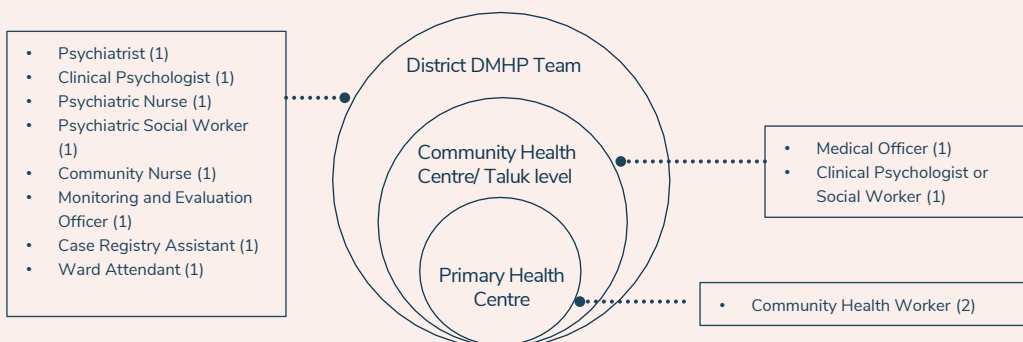 • Psychiatrist (1)
• Clinical Psychologist (1)
• Psychiatric Nurse (1)
• Psychiatric Social Worker
(1)
• Community Nurse (1)
• Monitoring and Evaluation
Officer (1)
• Case Registry Assistant (1)
• Ward Attendant (1)
District DMHP Team
Community Health
Centre/ Taluk level
Primary Health
Centre
• Medical Officer (1)
• Clinical Psychologist or
Social Worker (1)
• Community Health Worker (2)